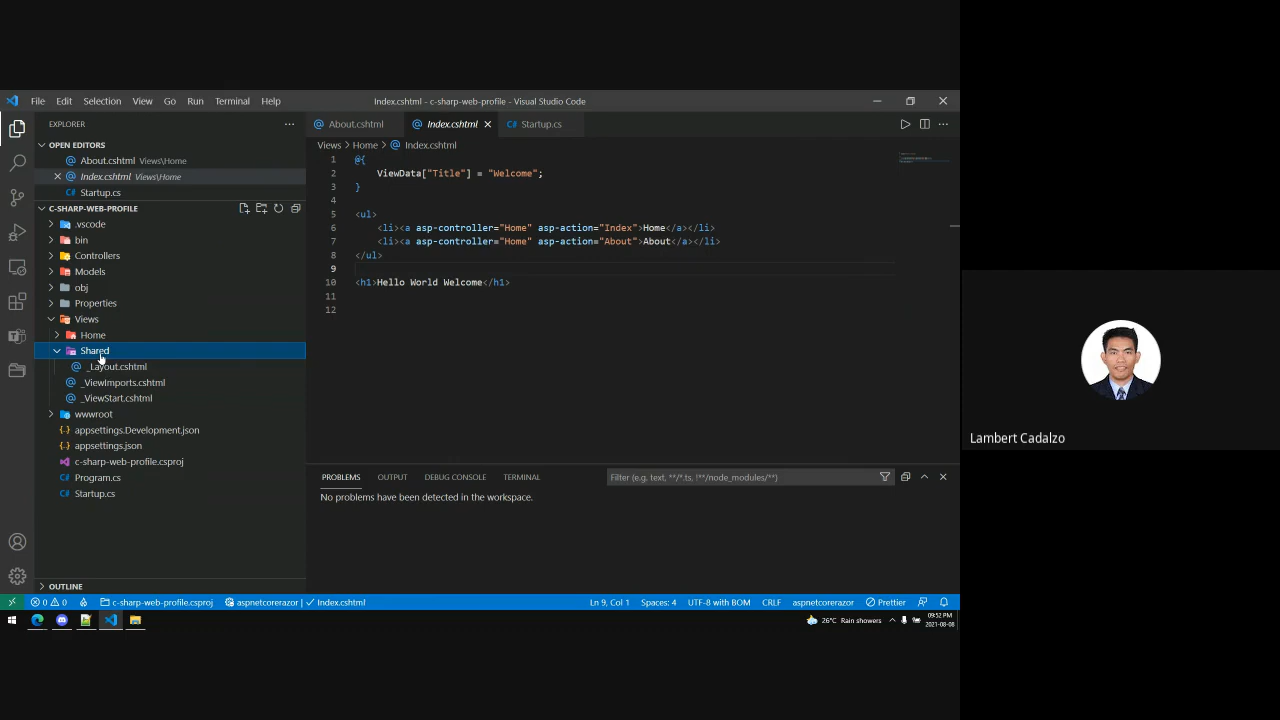 File Edit Selection View Go Run Terminal Help
Index.cshtml - c-sharp-web-profile - Visual Studio Code
EXPLORER
OPEN EDITORS
About.cshtml Views\Home
Index.cshtml Views\Home
Startup.cs
C-SHARP-WEB-PROFILE
.vscode
bin
Controllers
Models
obj
Properties
Views
Home
Shared
_Layout.cshtml
_ViewImports.cshtml
_ViewStart.cshtml
wwwroot
appsettings.Development.json
appsettings.json
c-sharp-web-profile.csproj
Program.cs
Startup.cs
OUTLINE
About.cshtml Index.cshtml Startup.cs
Views > Home > Index.cshtml
1 @{
2 ViewData["Title"] = "Welcome";
3 }
4
5 <ul>
6 <li><a asp-controller="Home" asp-action="Index">Home</a></li>
7 <li><a asp-controller="Home" asp-action="About">About</a></li>
8 </ul>
9
10 <h1>Hello World Welcome</h1>
11
12
PROBLEMS OUTPUT DEBUG CONSOLE TERMINAL
Filter (e.g. text, **/*.ts, !**/node_modules/**)
No problems have been detected in the workspace.
0 0 c-sharp-web-profile.csproj aspnetcorerazor | Index.cshtml Ln 9, Col 1 Spaces: 4 UTF-8 with BOM CRLF aspnetcorerazor Prettier
26°C Rain showers
09:52 PM
2021-08-08
Lambert Cadalzo